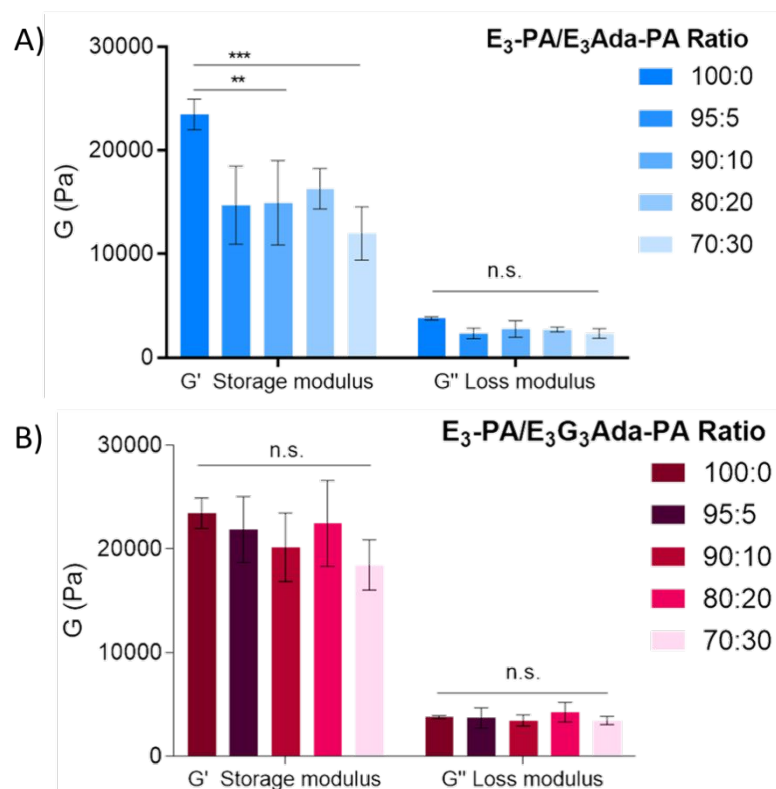 A)
E₃-PA/E₃Ada-PA Ratio
100:0
95:5
90:10
80:20
70:30
G (Pa)
30000
20000
10000
0
***
**
n.s.
G' Storage modulus
G" Loss modulus
B)
E₃-PA/E₃G₃Ada-PA Ratio
100:0
95:5
90:10
80:20
70:30
G (Pa)
30000
20000
10000
0
n.s.
n.s.
G' Storage modulus
G" Loss modulus